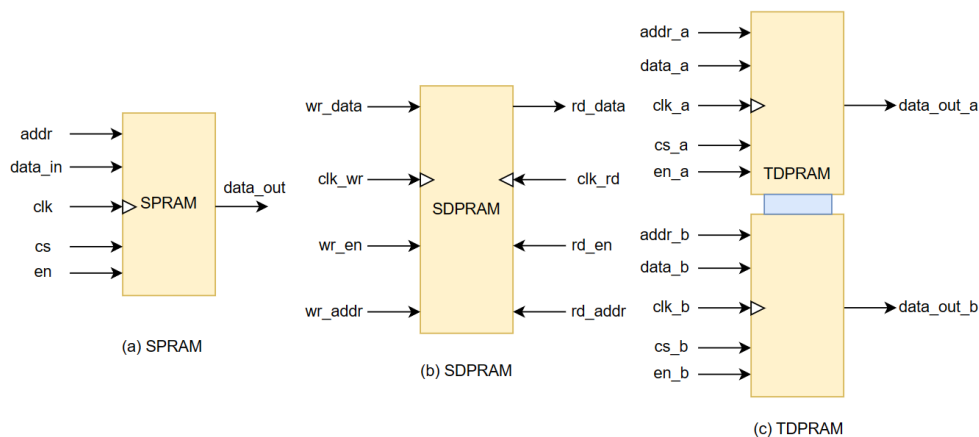 addr
data_in
clk
cs
en
SPRAM
data_out
(a) SPRAM
wr_data
clk_wr
wr_en
wr_addr
SDPRAM
rd_data
clk_rd
rd_en
rd_addr
(b) SDPRAM
addr_a
data_a
clk_a
cs_a
en_a
TDPRAM
data_out_a
addr_b
data_b
clk_b
cs_b
en_b
data_out_b
(c) TDPRAM